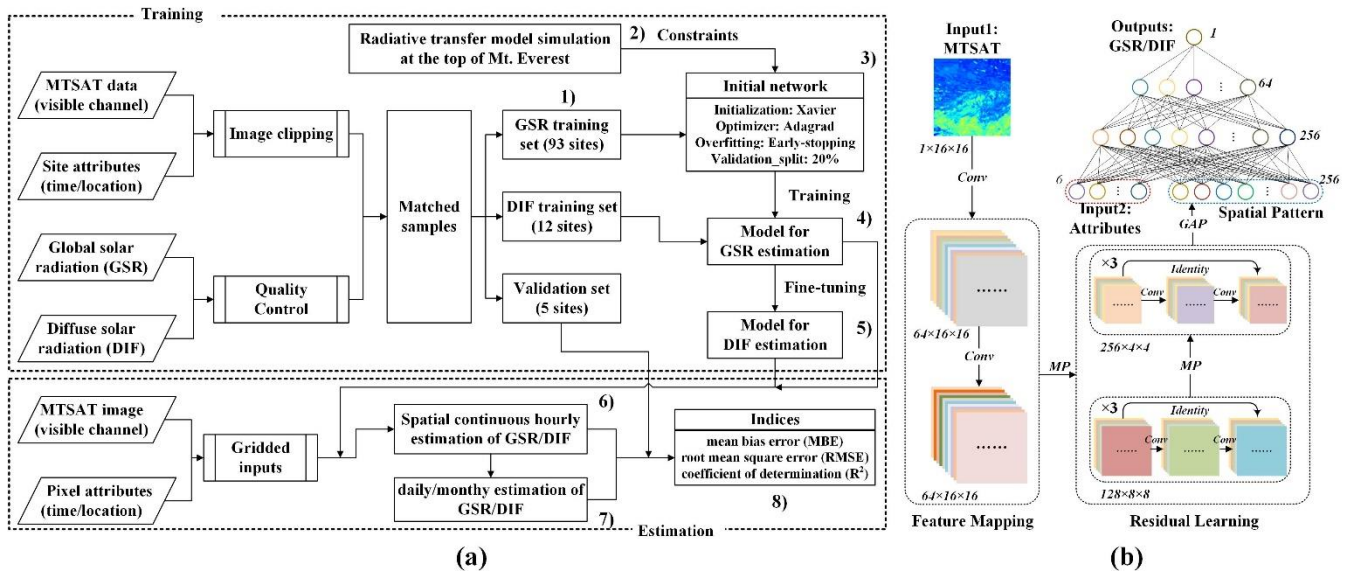 Training
Radiative transfer model simulation
at the top of Mt. Everest
2)
Constraints
3)
MTSAT data
(visible channel)
Site attributes
(time/location)
Image clipping
Global solar
radiation (GSR)
Diffuse solar
radiation (DIF)
Quality
Control
Matched
samples
1)
GSR training
set (93 sites)
DIF training set
(12 sites)
Validation set
(5 sites)
Initial network
Initialization: Xavier
Optimizer: Adagrad
Overfitting: Early-stopping
Validation_split: 20%
Training
4)
Model for
GSR estimation
Fine-tuning
5)
Model for
DIF estimation
MTSAT image
(visible channel)
Pixel attributes
(time/location)
Gridded
inputs
6)
Spatial continuous hourly
estimation of GSR/DIF
daily/monthy estimation of
GSR/DIF
7)
Indices
mean bias error (MBE)
root mean square error (RMSE)
coefficient of determination (R²)
8)
Estimation
(a)
Input1:
MTSAT
1×16×16
Conv
......
64×16×16
Conv
......
64×16×16
Feature Mapping
MP
Outputs:
GSR/DIF
1
64
256
6
256
Input2:
Attributes
Spatial Pattern
GAP
×3
Identity
Conv
Conv
......
......
......
256×4×4
MP
×3
Identity
Conv
Conv
......
......
......
128×8×8
Residual Learning
(b)